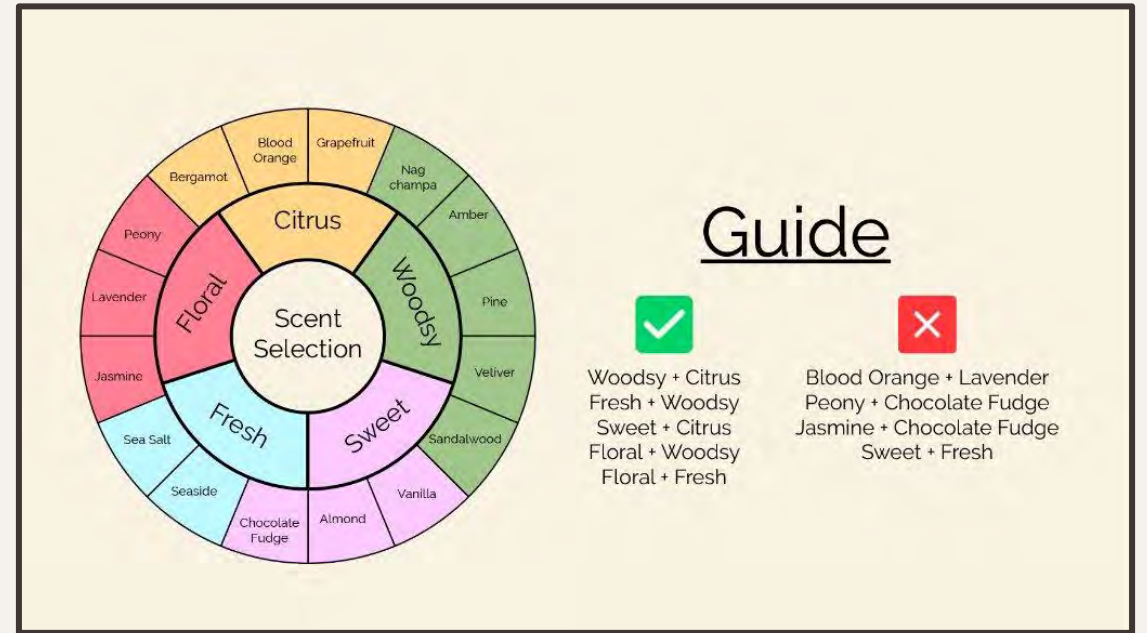 Blood
Orange
Grapefruit
Bergamot
Nag
champa
Amber
Peony
Citrus
Lavender
Floral
Woodsy
Pine
Scent
Selection
Jasmine
Vetiver
Sea Salt
Fresh
Sweet
Sandalwood
Seaside
Vanilla
Chocolate
Fudge
Almond
Guide
Woodsy + Citrus
Fresh + Woodsy
Sweet + Citrus
Floral + Woodsy
Floral + Fresh
Blood Orange + Lavender
Peony + Chocolate Fudge
Jasmine + Chocolate Fudge
Sweet + Fresh